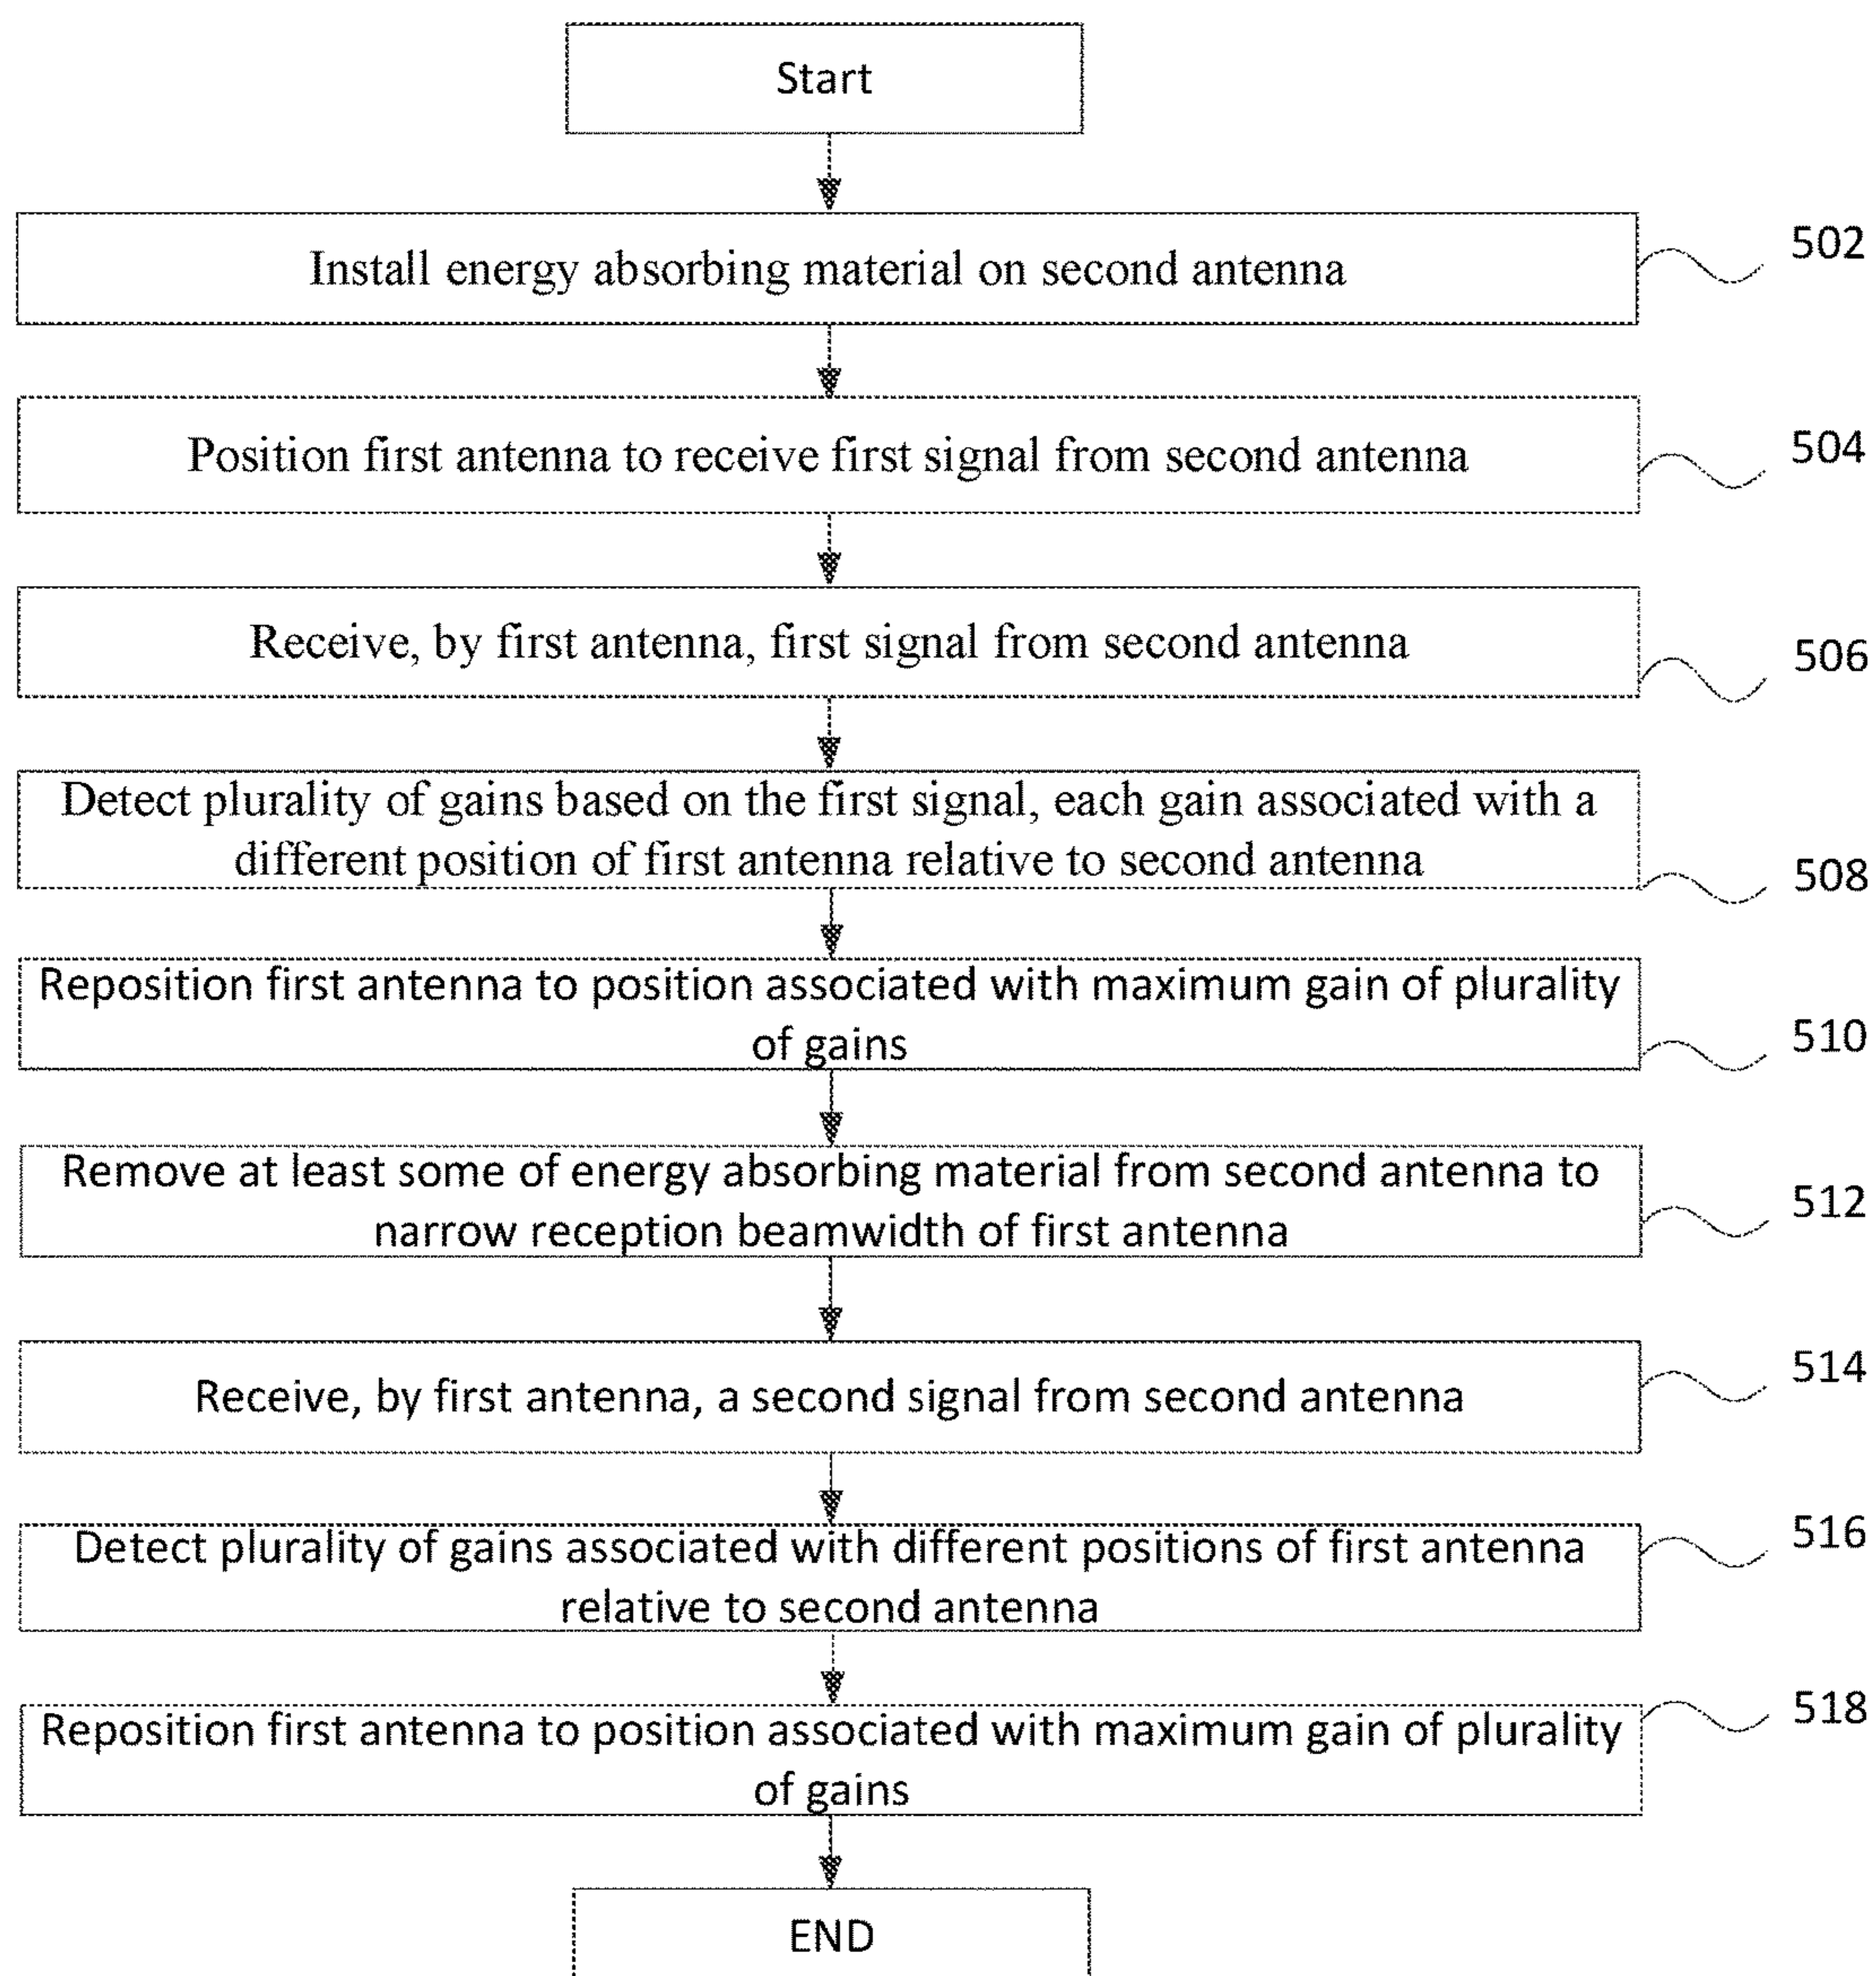 Start
Install energy absorbing material on second antenna
502
Position first antenna to receive first signal from second antenna
504
Receive, by first antenna, first signal from second antenna
506
Detect plurality of gains based on the first signal, each gain associated with a
different position of first antenna relative to second antenna
508
Reposition first antenna to position associated with maximum gain of plurality
of gains
510
Remove at least some of energy absorbing material from second antenna to
narrow reception beamwidth of first antenna
512
Receive, by first antenna, a second signal from second antenna
514
Detect plurality of gains associated with different positions of first antenna
relative to second antenna
516
Reposition first antenna to position associated with maximum gain of plurality
of gains
518
END